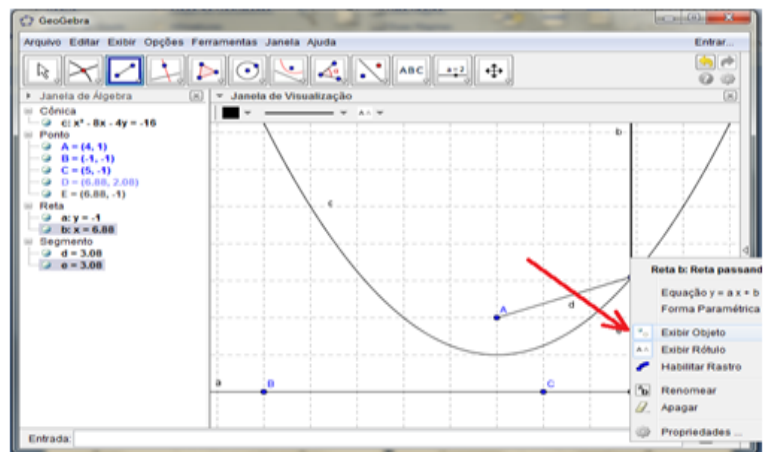 GeoGebra
Arquivo Editar Exibir Opções Ferramentas Janela Ajuda
Entrar...
ABC
a=2
Janela de Álgebra
Janela de Visualização
Cônica
c: x² - 8x - 4y = -16
Ponto
A = (4, 1)
B = (-1, -1)
C = (5, -1)
D = (6.88, 2.08)
E = (6.88, -1)
Reta
a: y = -1
b: x = 6.88
Segmento
d = 3.08
e = 3.08
b
c
A
d
a
B
C
Reta b: Reta passand
Equação y = a x + b
Forma Paramétrica
Exibir Objeto
Exibir Rótulo
Habilitar Rastro
Renomear
Apagar
Propriedades ...
Entrada: